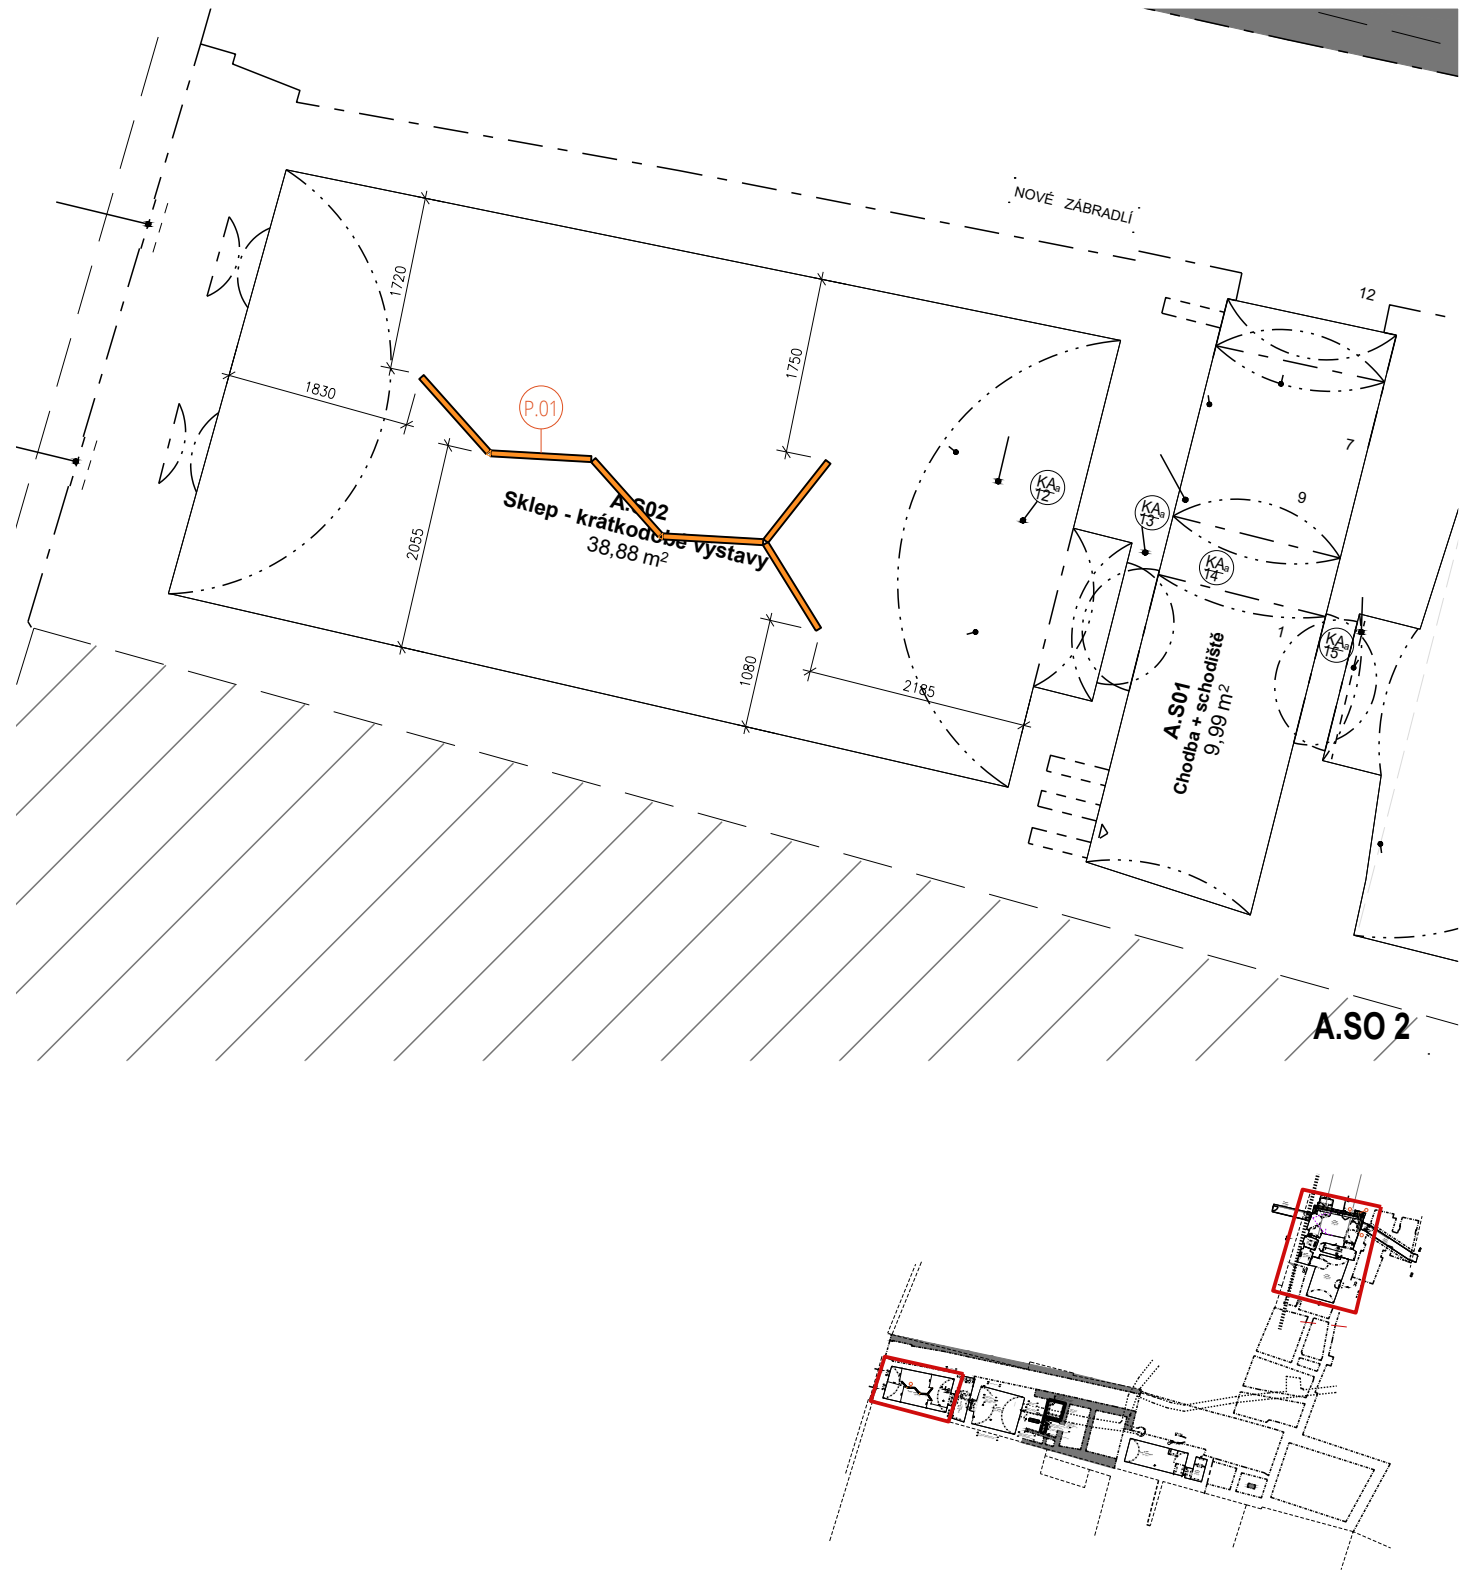 NOVÉ ZÁBRADLÍ
12
1720
1750
1830
P.01
7
9
KAa
12
KAa
13
A.S02
Sklep - krátkodobé výstavy
38,88 m²
2055
KAa
14
1
KAa
15
1080
2185
A.S01
Chodba + schodiště
9,99 m²
A.SO 2